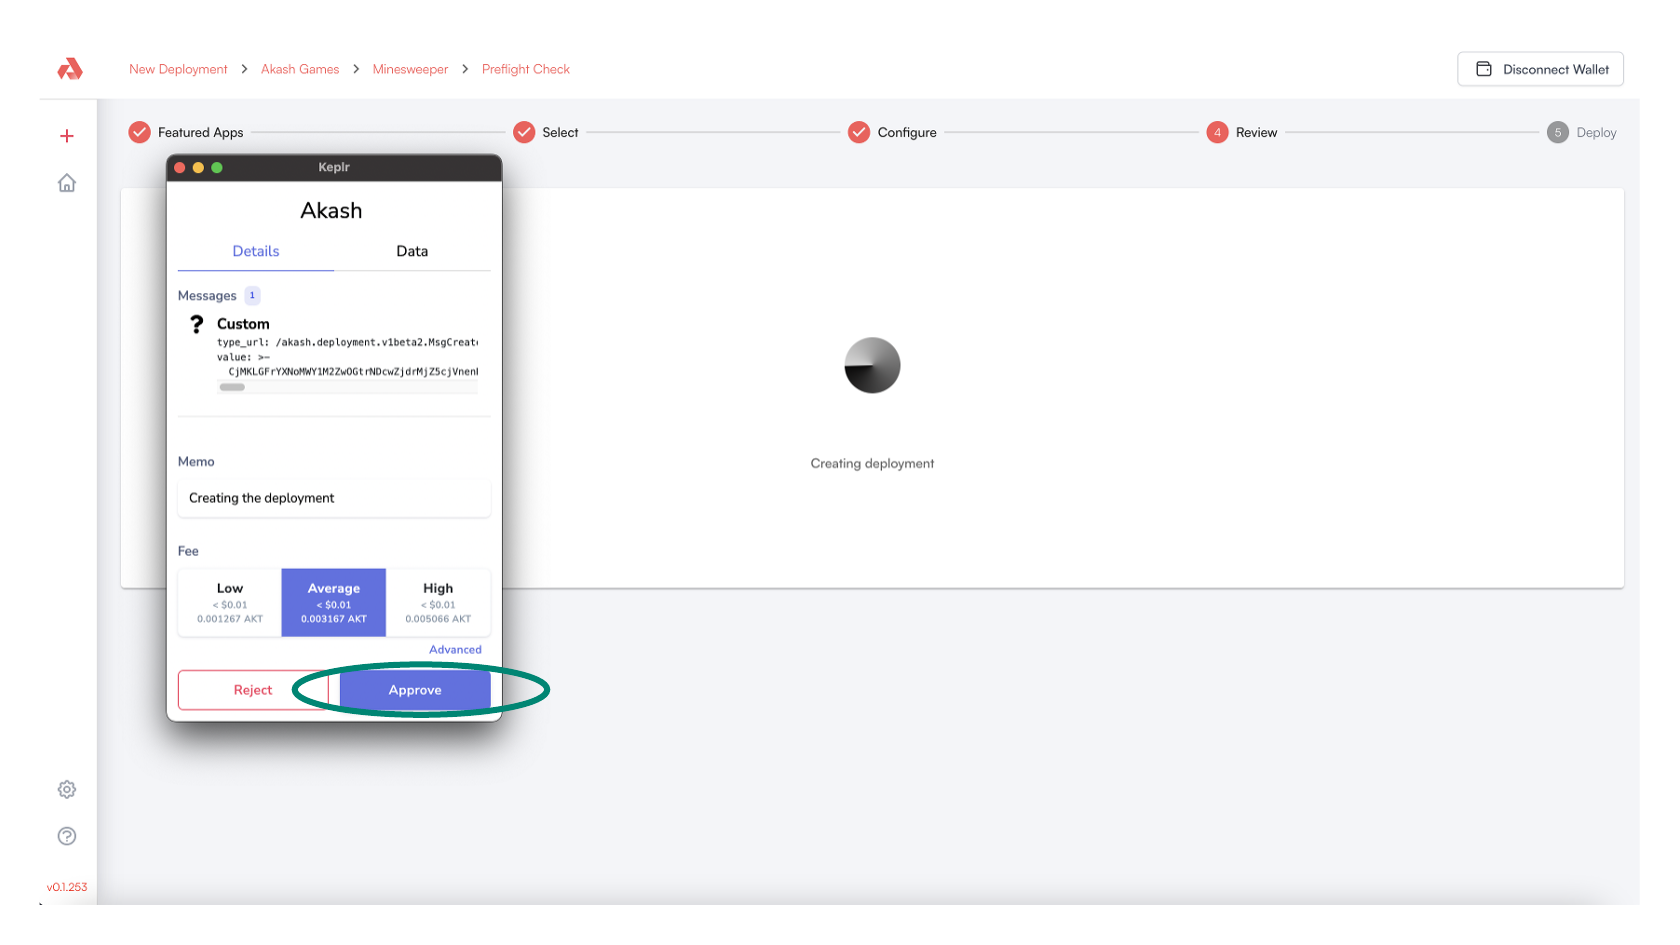 New Deployment > Akash Games > Minesweeper > Preflight Check
Disconnect Wallet
Featured Apps
Select
Configure
4 Review
5 Deploy
Keplr
Akash
Details Data
Messages 1
? Custom
type_url: /akash.deployment.v1beta2.MsgCreat
value: >-
Memo
Creating the deployment
Fee
Low Average High
< $0.01 < $0.01 < $0.01
0.001267 AKT 0.003167 AKT 0.005066 AKT
Advanced
Reject Approve
Creating deployment
v0.1.253